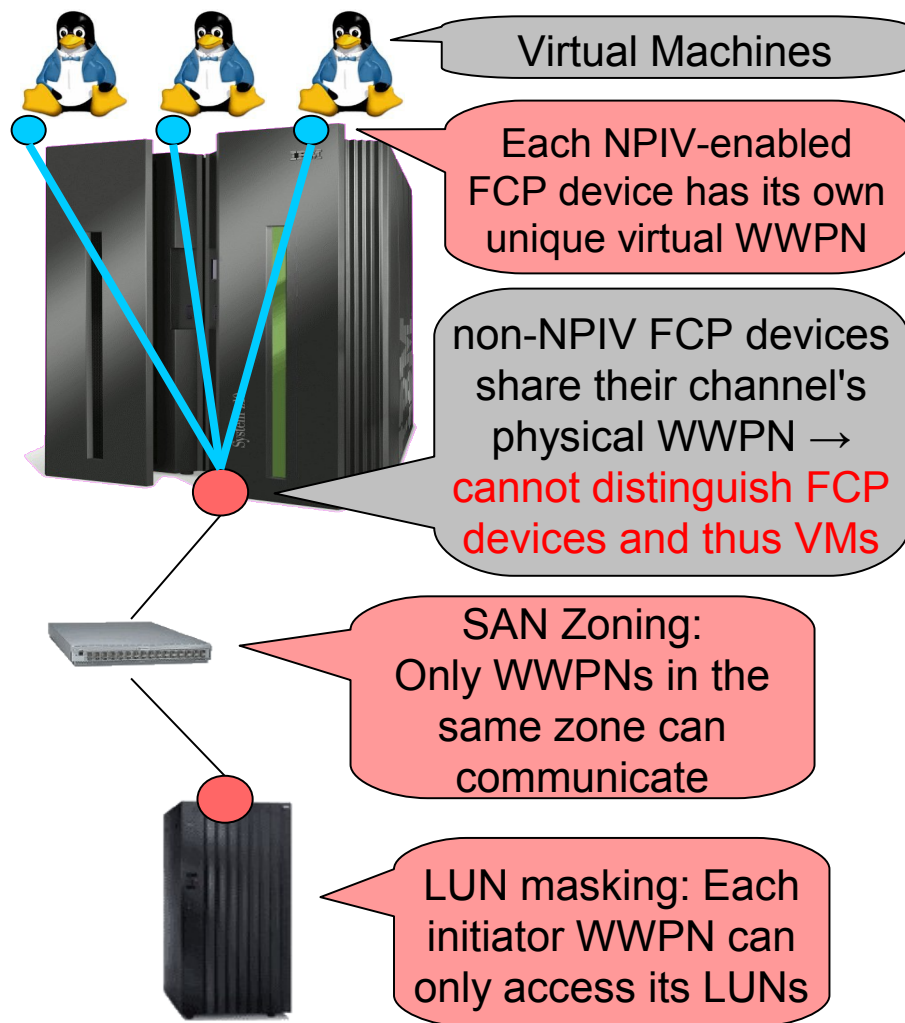 Virtual Machines
Each NPIV-enabled
FCP device has its own
unique virtual WWPN
IBM
non-NPIV FCP devices
share their channel's
physical WWPN →
cannot distinguish FCP
devices and thus VMs
SAN Zoning:
Only WWPNs in the
same zone can
communicate
LUN masking: Each
initiator WWPN can
only access its LUNs